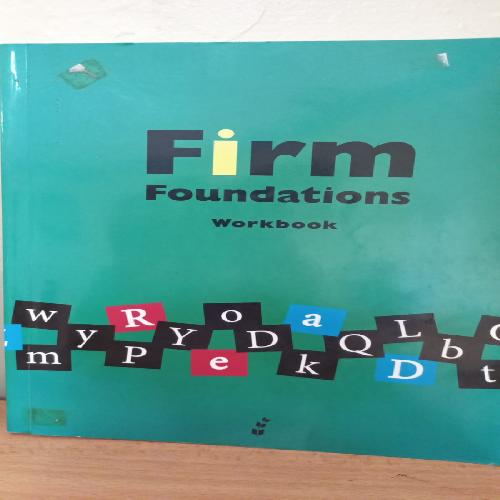 Firm
Foundations
Workbook
w R o a L
y Y D Q b
m P e k D t